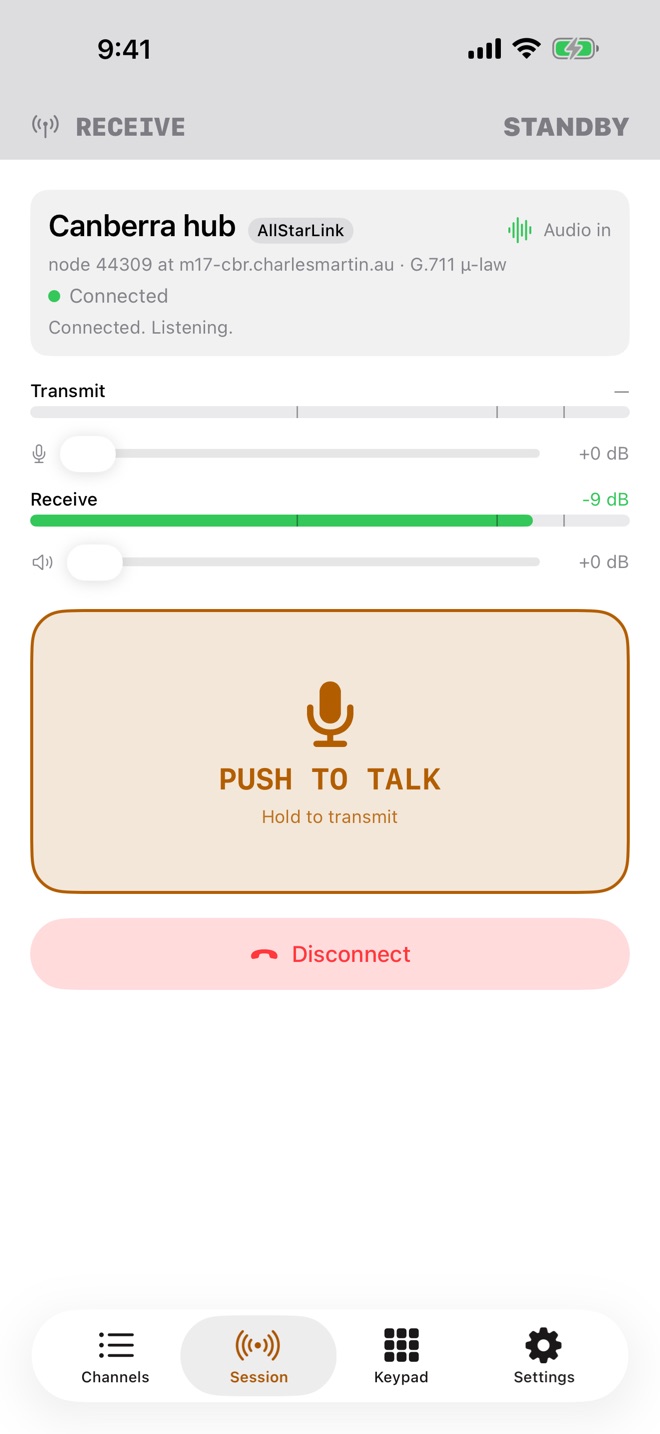 9:41
RECEIVE STANDBY
Canberra hub AllStarLink Audio in
node 44309 at m17-cbr.charlesmartin.au · G.711 µ-law
Connected
Connected. Listening.
Transmit —
+0 dB
Receive -9 dB
+0 dB
PUSH TO TALK
Hold to transmit
Disconnect
Channels Session Keypad Settings